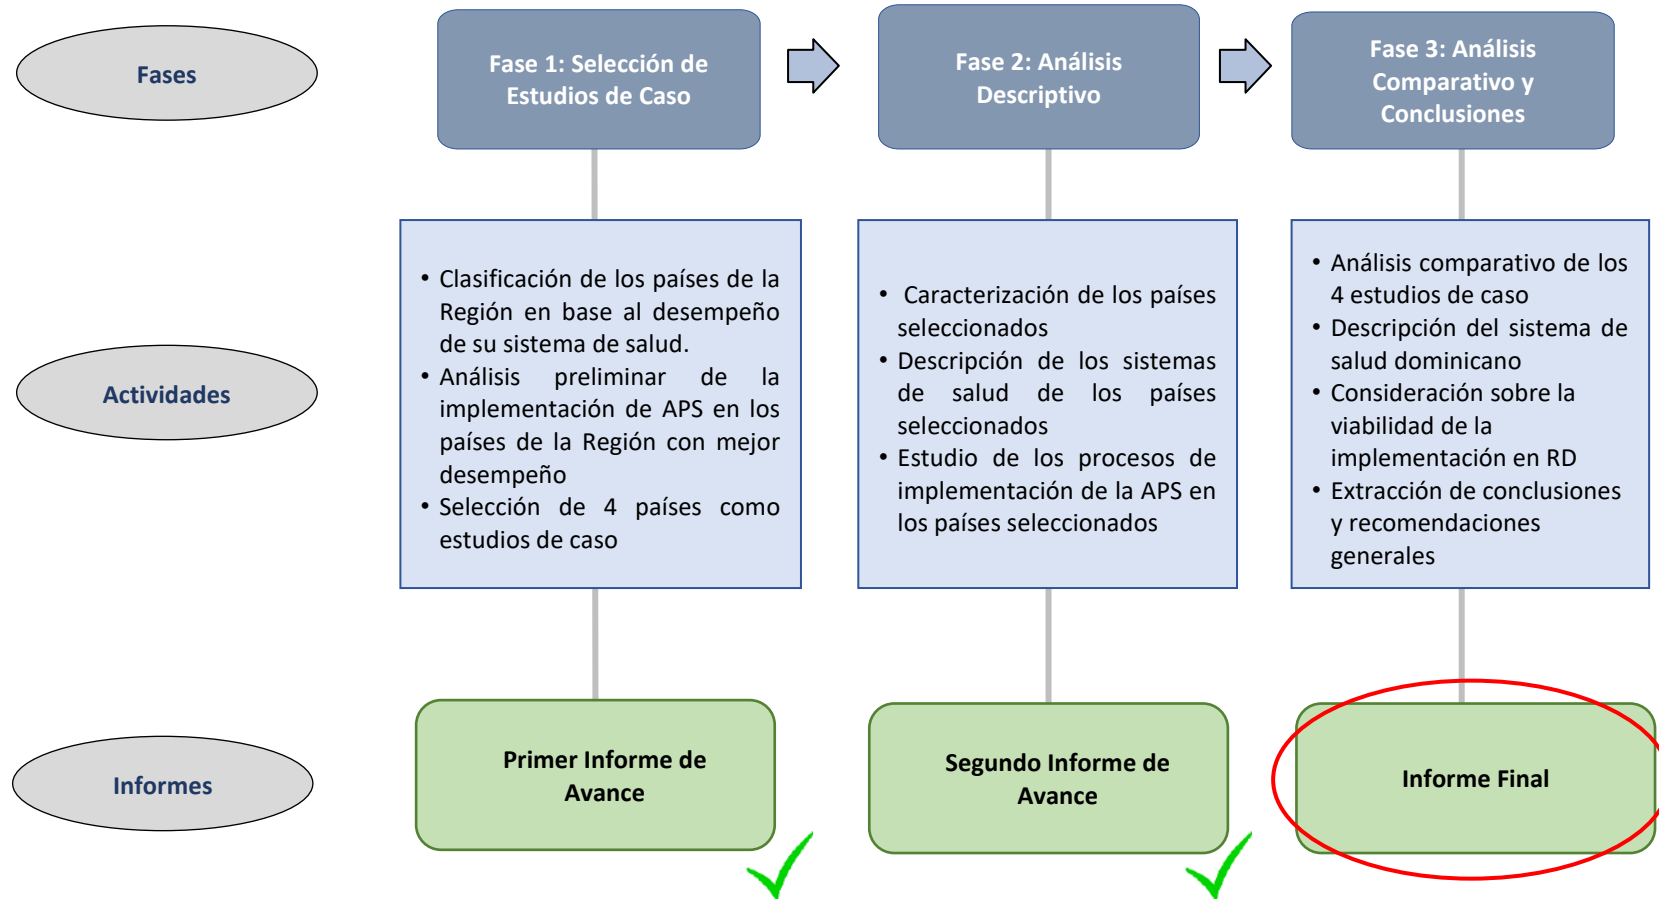 Fases
Fase 1: Selección de
Estudios de Caso
Fase 2: Análisis
Descriptivo
Fase 3: Análisis
Comparativo y
Conclusiones
Actividades
• Clasificación de los países de la
Región en base al desempeño
de su sistema de salud.
• Análisis preliminar de la
implementación de APS en los
países de la Región con mejor
desempeño
• Selección de 4 países como
estudios de caso
• Caracterización de los países
seleccionados
• Descripción de los sistemas
de salud de los países
seleccionados
• Estudio de los procesos de
implementación de la APS en
los países seleccionados
• Análisis comparativo de los
4 estudios de caso
• Descripción del sistema de
salud dominicano
• Consideración sobre la
viabilidad de la
implementación en RD
• Extracción de conclusiones
y recomendaciones
generales
Informes
Primer Informe de
Avance
Segundo Informe de
Avance
Informe Final